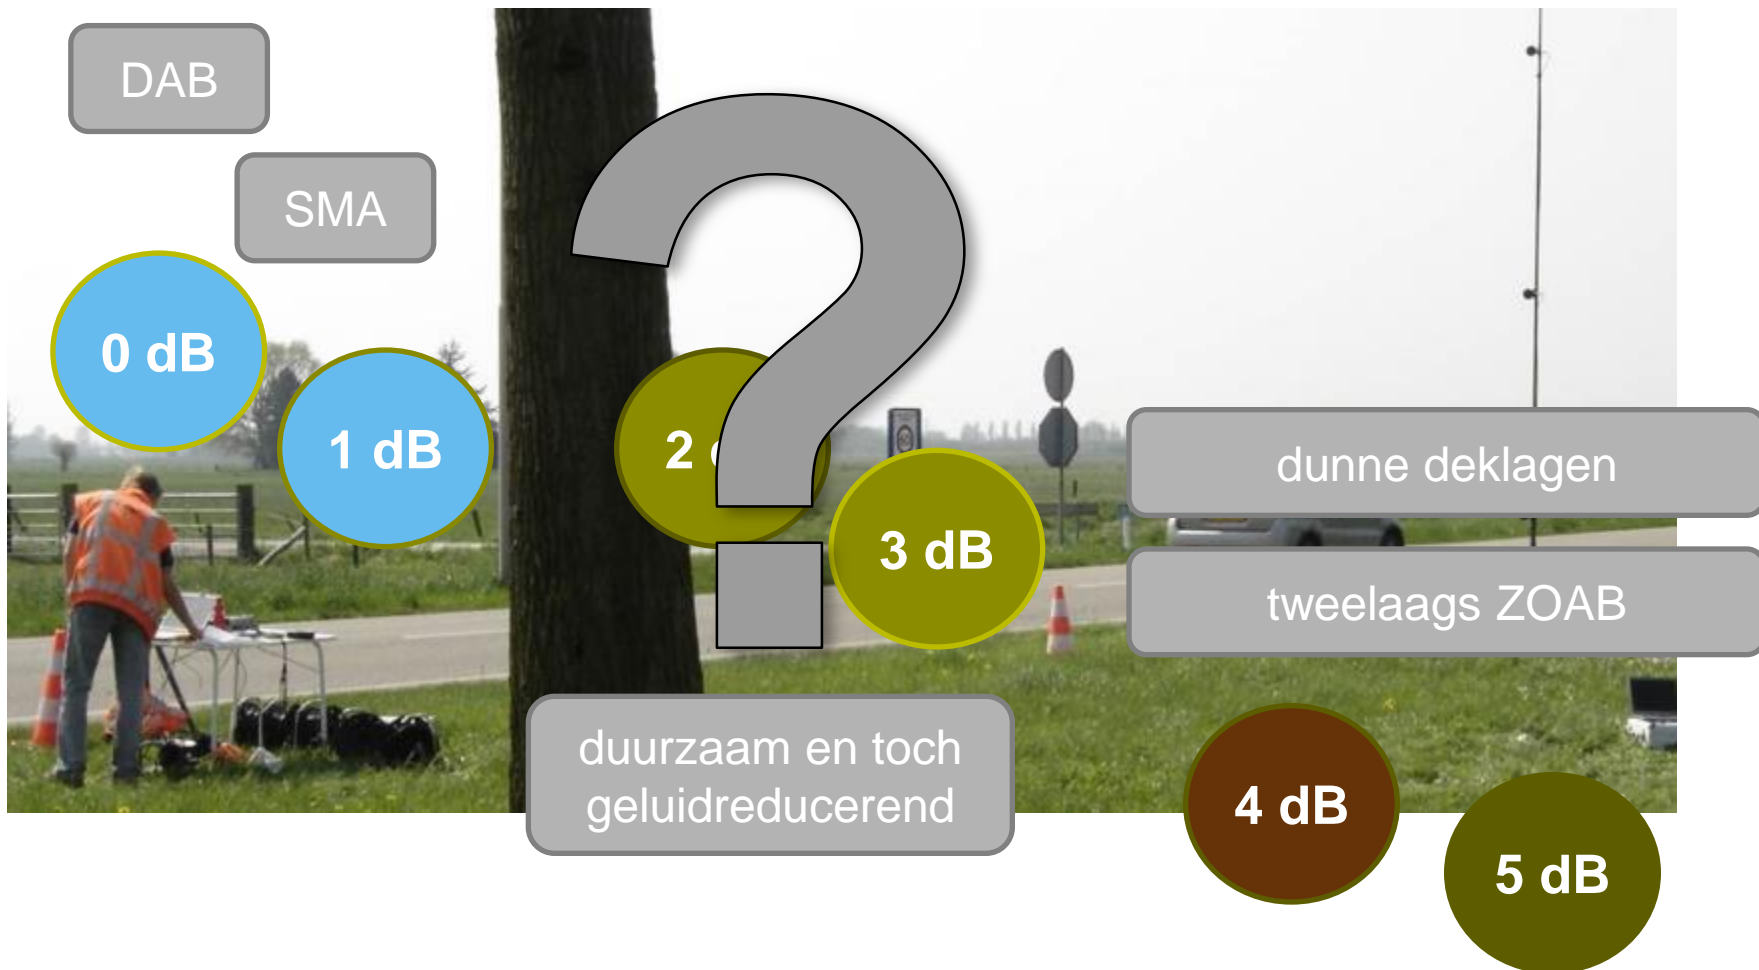 DAB
SMA
0 dB
1 dB
2
3 dB
dunne deklagen
tweelaags ZOAB
duurzaam en toch
geluidreducerend
4 dB
5 dB